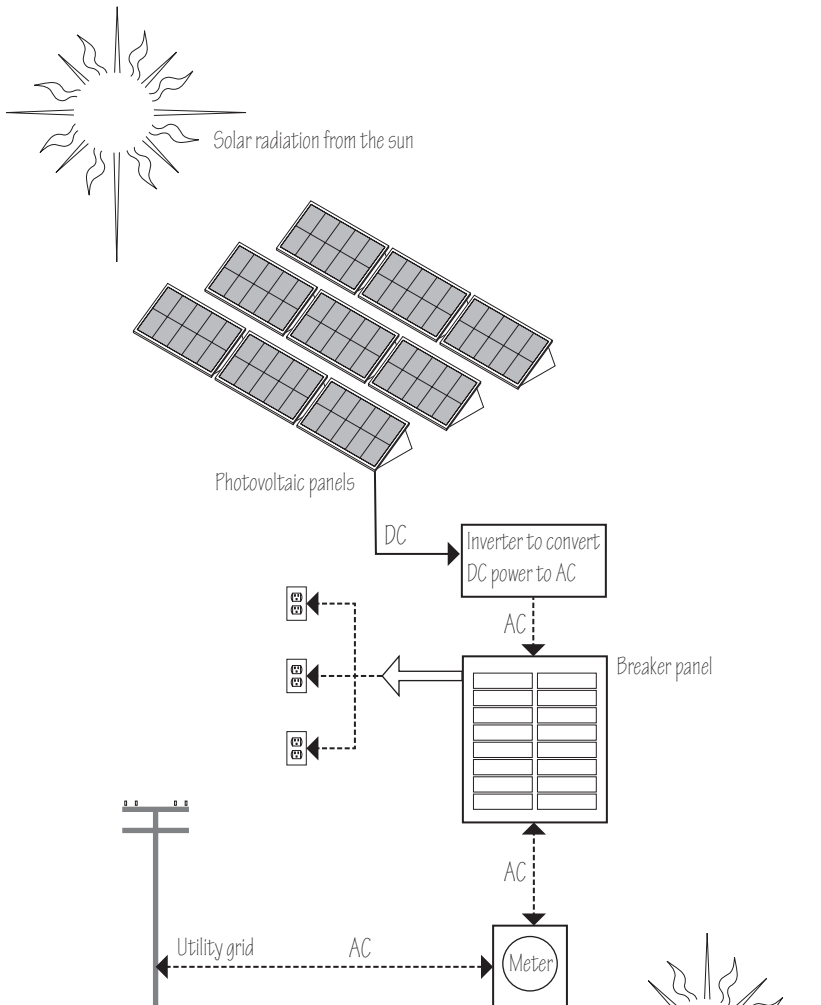 Solar radiation from the sun
Photovoltaic panels
DC
Inverter to convert
DC power to AC
AC
Breaker panel
AC
Utility grid
AC
Meter